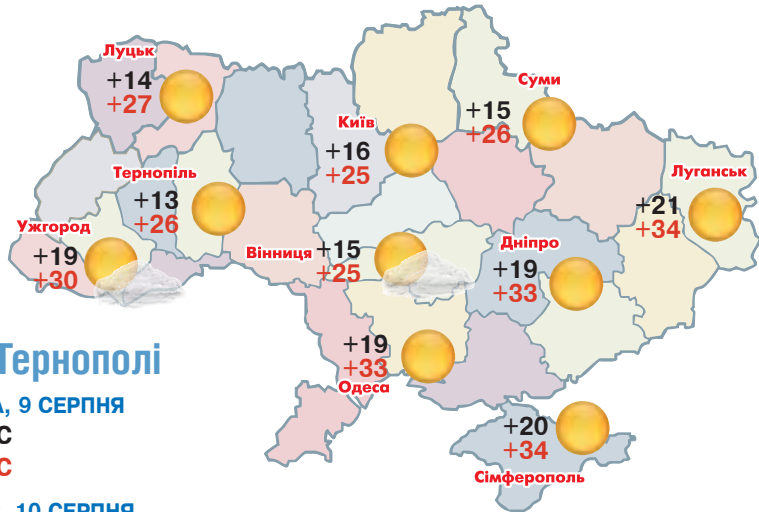 Луцьк
+14
+27
Суми
+15
+26
Київ
+16
+25
Тернопіль
+13
+26
Луганськ
+21
+34
Ужгород
+19
+30
Вінниця
+15
+25
Дніпро
+19
+33
+19
+33
Одеса
+20
+34
Сімферополь
Тернополі
А, 9 СЕРПНЯ
С
С
10 СЕРПНЯ